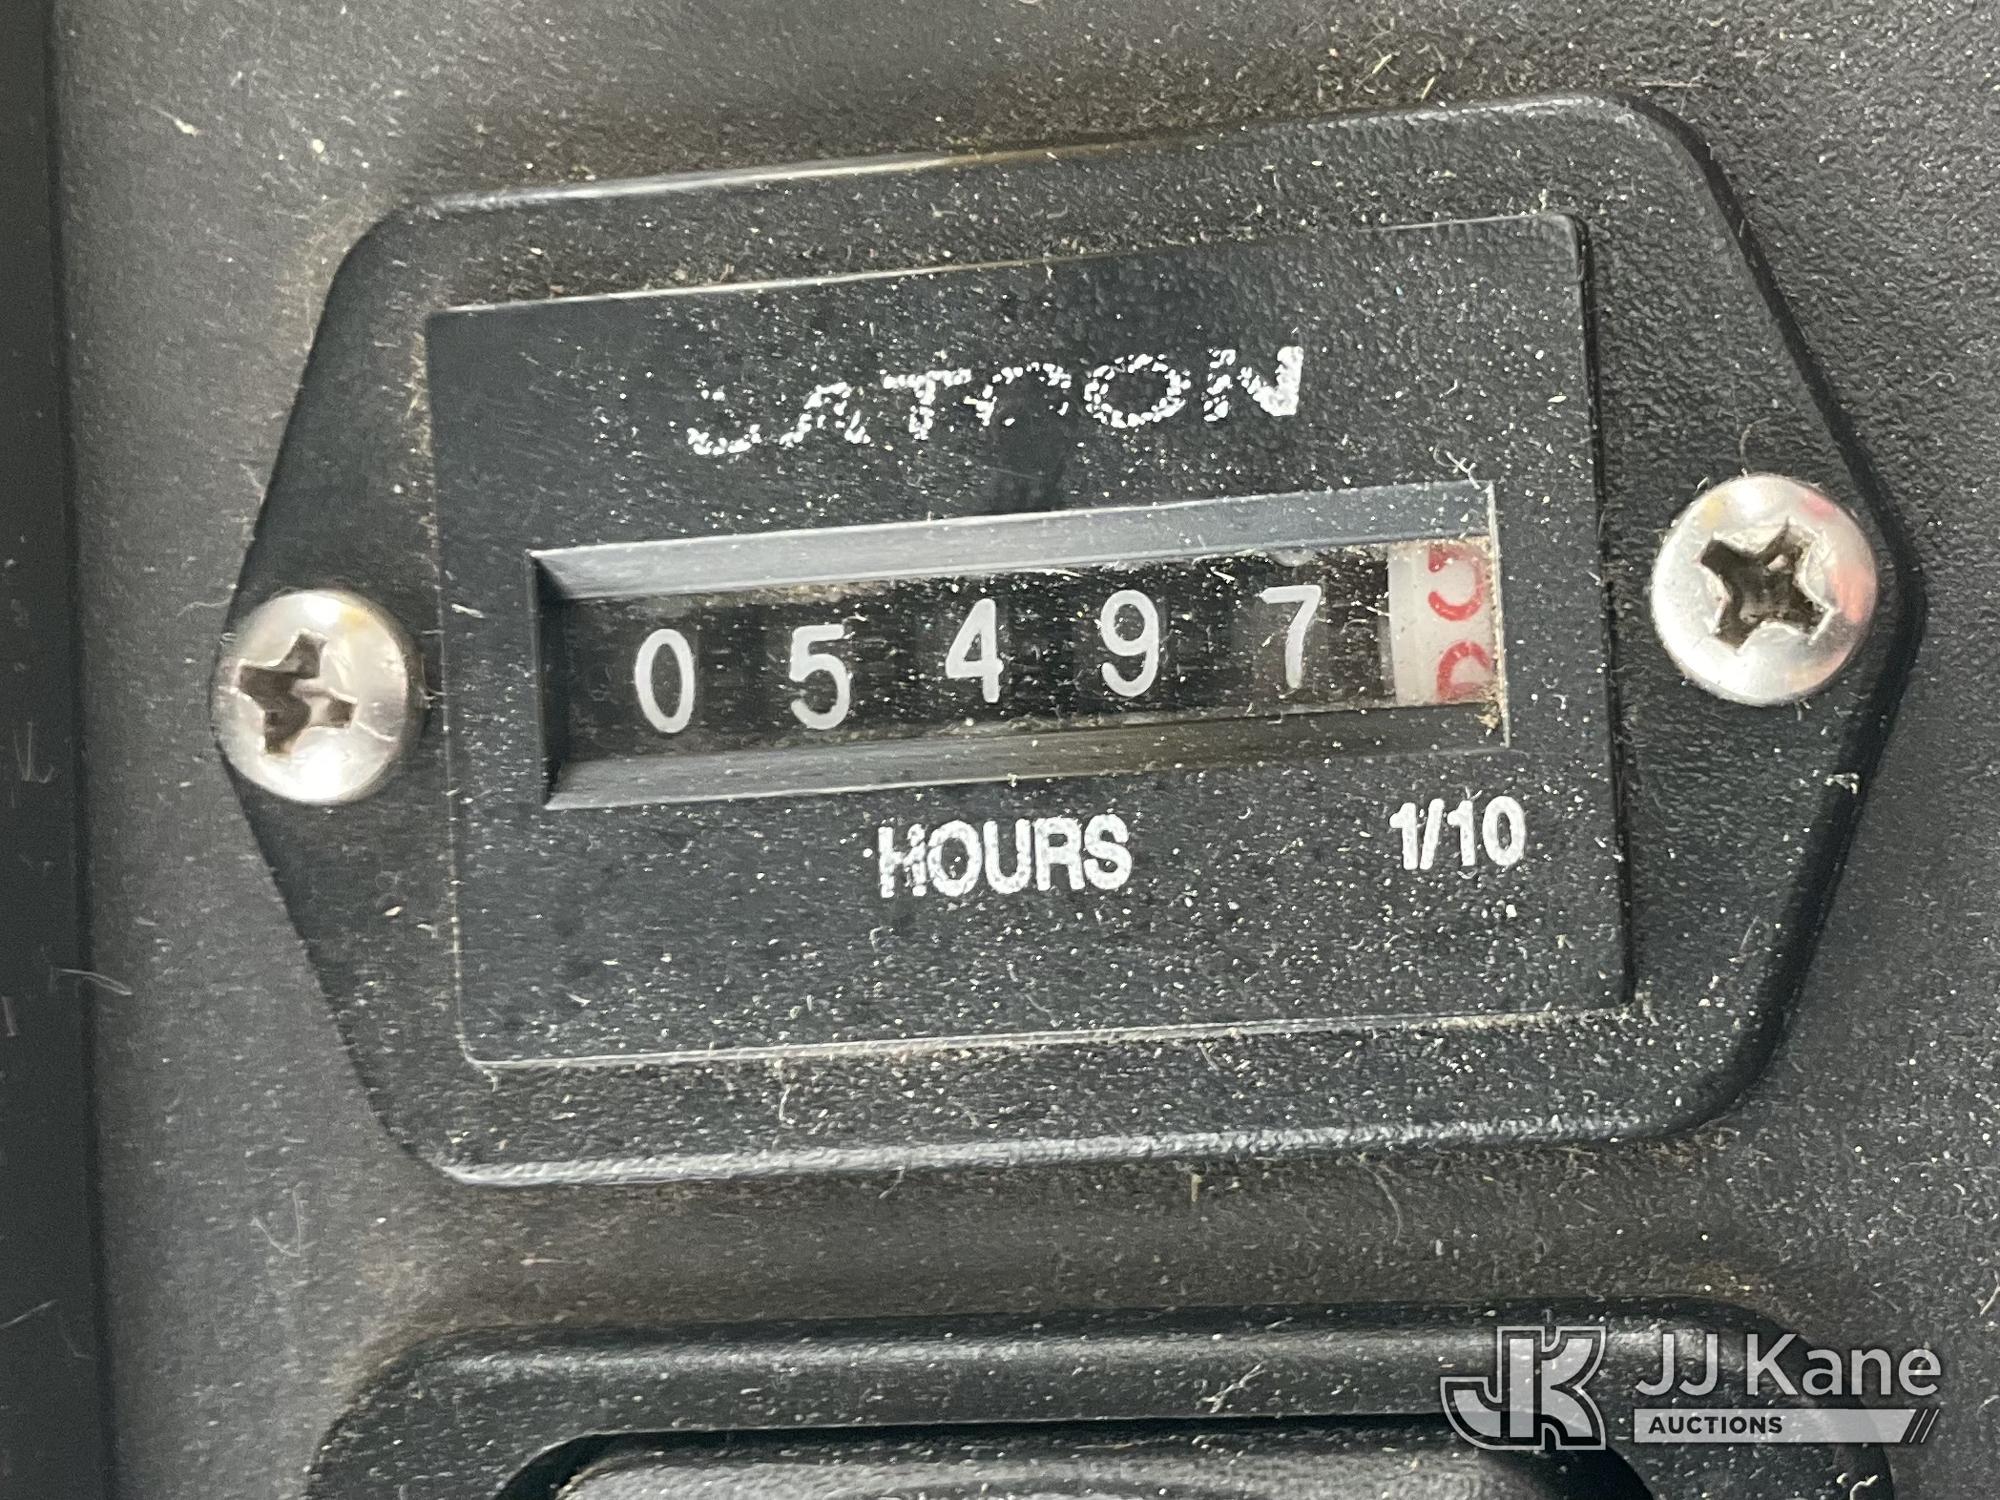 05497
HOURS 1/10
JJ Kane
AUCTIONS